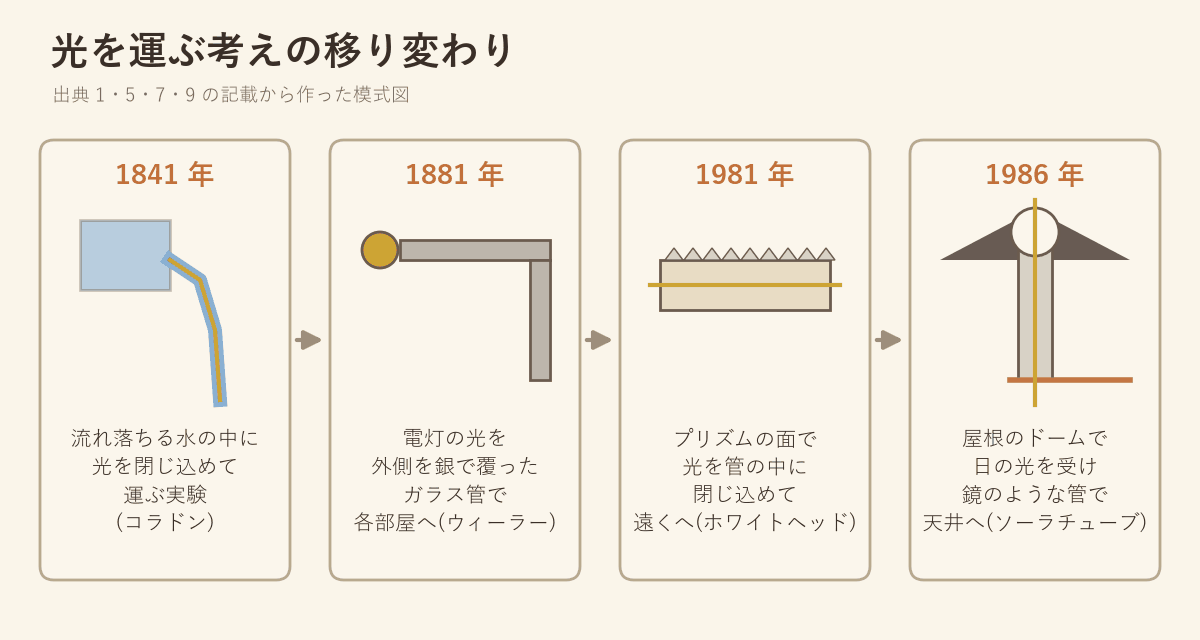 光を運ぶ考えの移り変わり
出典 1・5・7・9 の記載から作った模式図
1841 年
流れ落ちる水の中に
光を閉じ込めて
運ぶ実験
(コラドン)
1881 年
電灯の光を
外側を銀で覆った
ガラス管で
各部屋へ(ウィーラー)
1981 年
プリズムの面で
光を管の中に
閉じ込めて
遠くへ(ホワイトヘッド)
1986 年
屋根のドームで
日の光を受け
鏡のような管で
天井へ(ソーラチューブ)